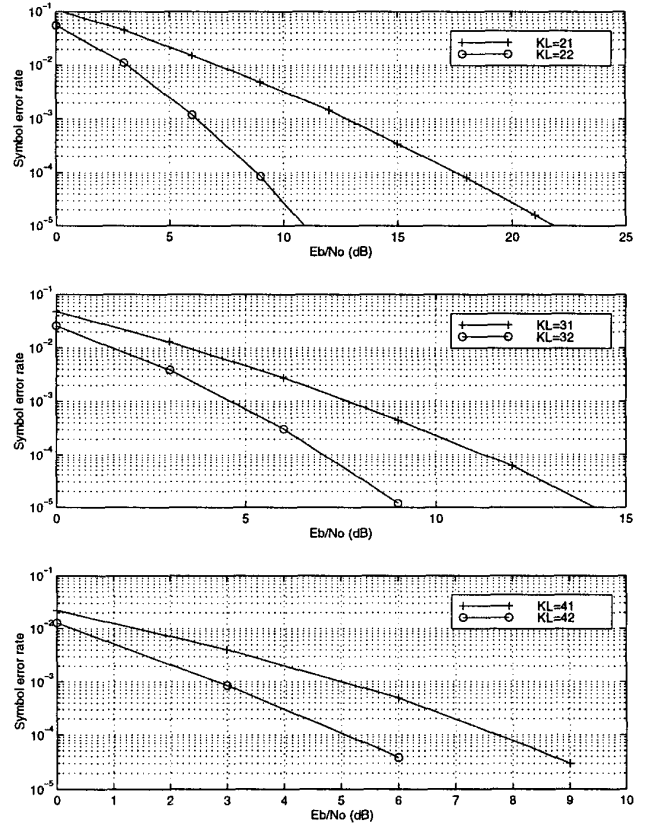 10^-1
10^-2
10^-3
10^-4
10^-5
Symbol error rate
KL=21
KL=22
0 5 10 15 20 25
Eb/No (dB)
10^-1
10^-2
10^-3
10^-4
10^-5
Symbol error rate
KL=31
KL=32
0 5 10 15
Eb/No (dB)
10^-1
10^-2
10^-3
10^-4
10^-5
Symbol error rate
KL=41
KL=42
0 1 2 3 4 5 6 7 8 9 10
Eb/No (dB)